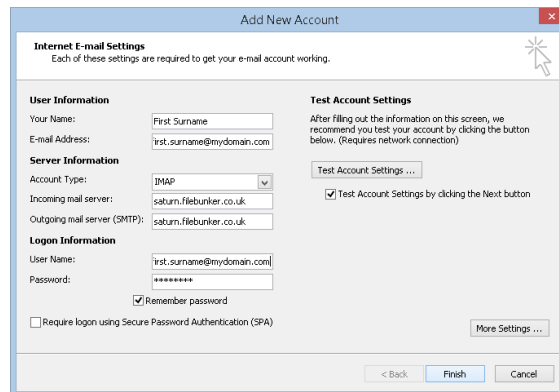 Add New Account
Internet E-mail Settings
Each of these settings are required to get your e-mail account working.
User Information
Your Name:
First Surname
E-mail Address:
irst.surname@mydomain.com
Server Information
Account Type:
IMAP
Incoming mail server:
saturn.filebunker.co.uk
Outgoing mail server (SMTP):
saturn.filebunker.co.uk
Logon Information
User Name:
irst.surname@mydomain.com
Password:
********
Remember password
Require logon using Secure Password Authentication (SPA)
Test Account Settings
After filling out the information on this screen, we
recommend you test your account by clicking the button
below. (Requires network connection)
Test Account Settings ...
Test Account Settings by clicking the Next button
More Settings ...
< Back
Finish
Cancel